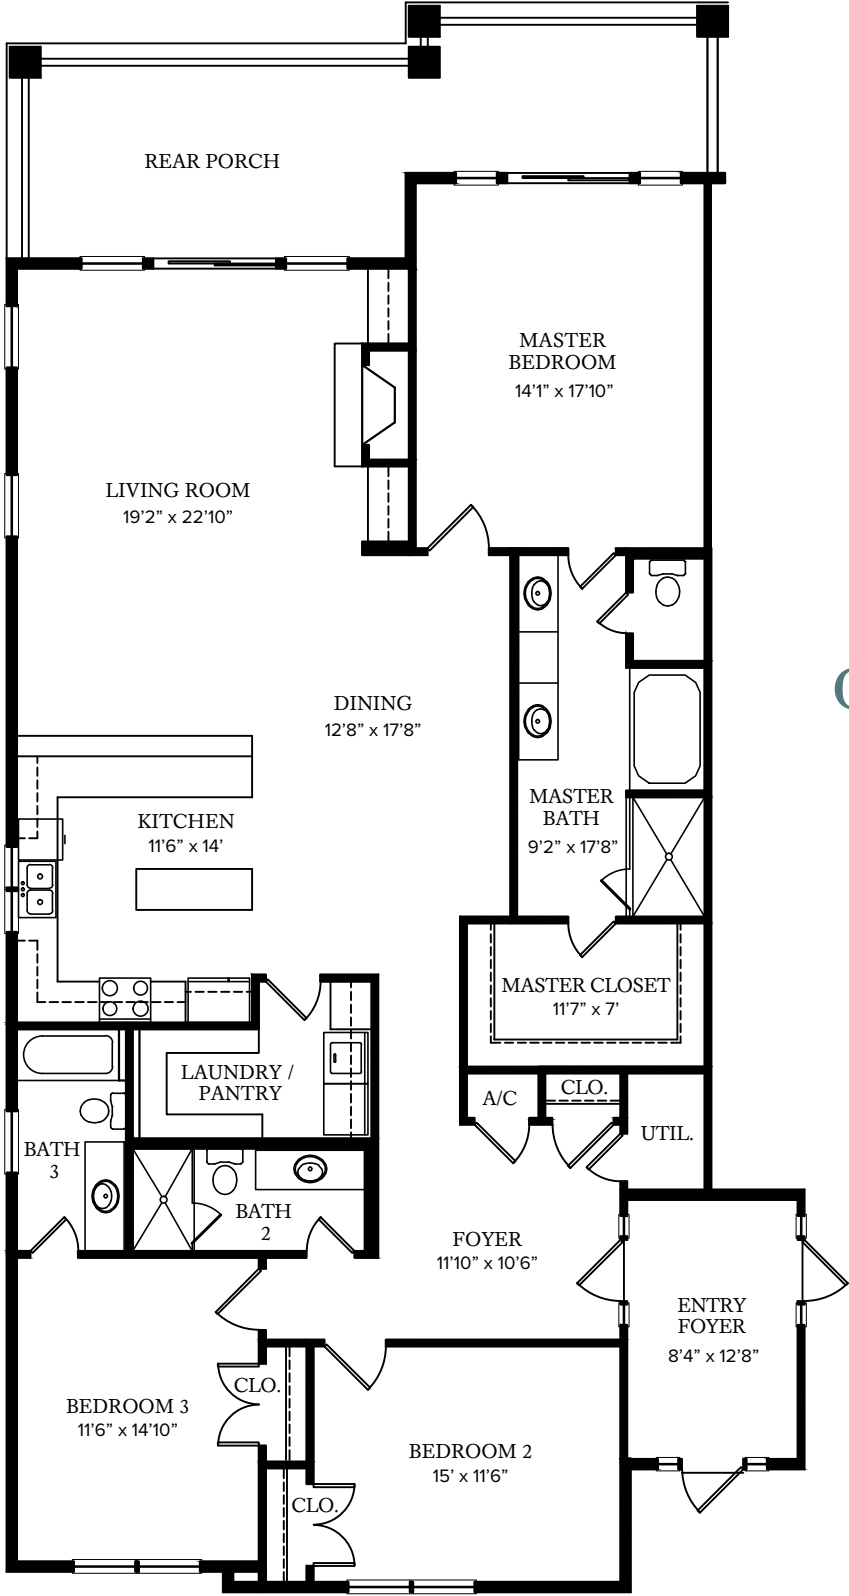 REAR PORCH
MASTER
BEDROOM
14'1" x 17'10"
LIVING ROOM
19'2" x 22'10"
DINING
12'8" x 17'8"
KITCHEN
11'6" x 14'
MASTER
BATH
9'2" x 17'8"
MASTER CLOSET
11'7" x 7'
LAUNDRY /
PANTRY
A/C
CLO.
UTIL.
BATH
3
BATH
2
FOYER
11'10" x 10'6"
ENTRY
FOYER
8'4" x 12'8"
BEDROOM 3
11'6" x 14'10"
CLO.
BEDROOM 2
15' x 11'6"
CLO.